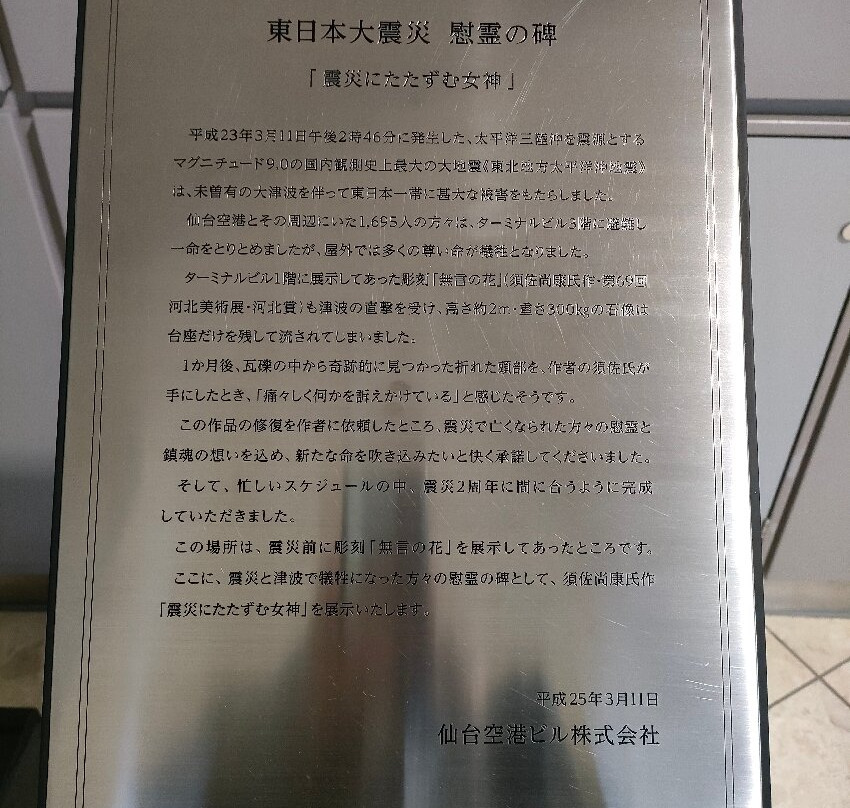 東日本大震災 慰霊の碑
「震災にたたずむ女神」
平成23年3月11日午後2時46分に発生した、太平洋三陸沖を震源とする
マグニチュード9.0の国内観測史上最大の大地震《東北地方太平洋沖地震》
は、未曽有の大津波を伴って東日本一帯に甚大な被害をもたらしました。
仙台空港とその周辺にいた1,695人の方々は、ターミナルビル3階に避難し
一命をとりとめましたが、屋外では多くの尊い命が犠牲となりました。
ターミナルビル1階に展示してあった彫刻「無言の花」(須佐尚康氏作・第69回
河北美術展・河北賞)も津波の直撃を受け、高さ約2m・重さ300kgの石像は
台座だけを残して流されてしまいました。
1か月後、瓦礫の中から奇跡的に見つかった折れた頭部を、作者の須佐氏が
手にしたとき、「痛々しく何かを訴えかけている」と感じたそうです。
この作品の修復を作者に依頼したところ、震災で亡くなられた方々の慰霊と
鎮魂の想いを込め、新たな命を吹き込みたいと快く承諾してくださいました。
そして、忙しいスケジュールの中、震災2周年に間に合うように完成
していただきました。
この場所は、震災前に彫刻「無言の花」を展示してあったところです。
ここに、震災と津波で犠牲になった方々の慰霊の碑として、須佐尚康氏作
「震災にたたずむ女神」を展示いたします。
平成25年3月11日
仙台空港ビル株式会社